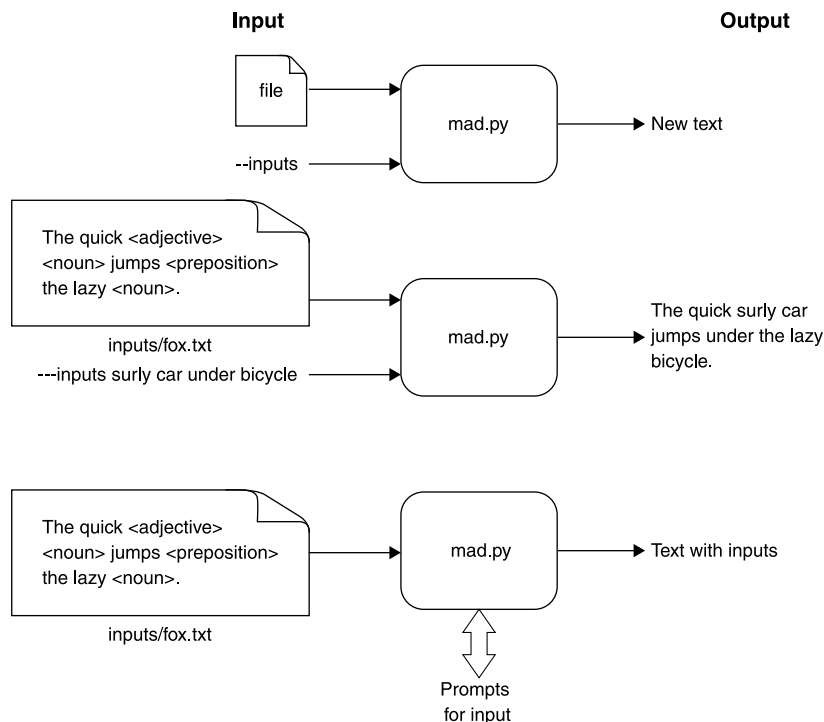 Input
Output
file
mad.py
New text
--inputs
The quick <adjective>
<noun> jumps <preposition>
the lazy <noun>.
inputs/fox.txt
---inputs surly car under bicycle
mad.py
The quick surly car
jumps under the lazy
bicycle.
The quick <adjective>
<noun> jumps <preposition>
the lazy <noun>.
inputs/fox.txt
mad.py
Text with inputs
Prompts
for input